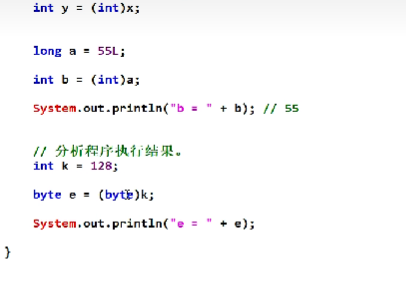 int y = (int)x;
long a = 55L;
int b = (int)a;
System.out.println("b = " + b); // 55
// 分析程序执行结果。
int k = 128;
byte e = (byte)k;
System.out.println("e = " + e);
}